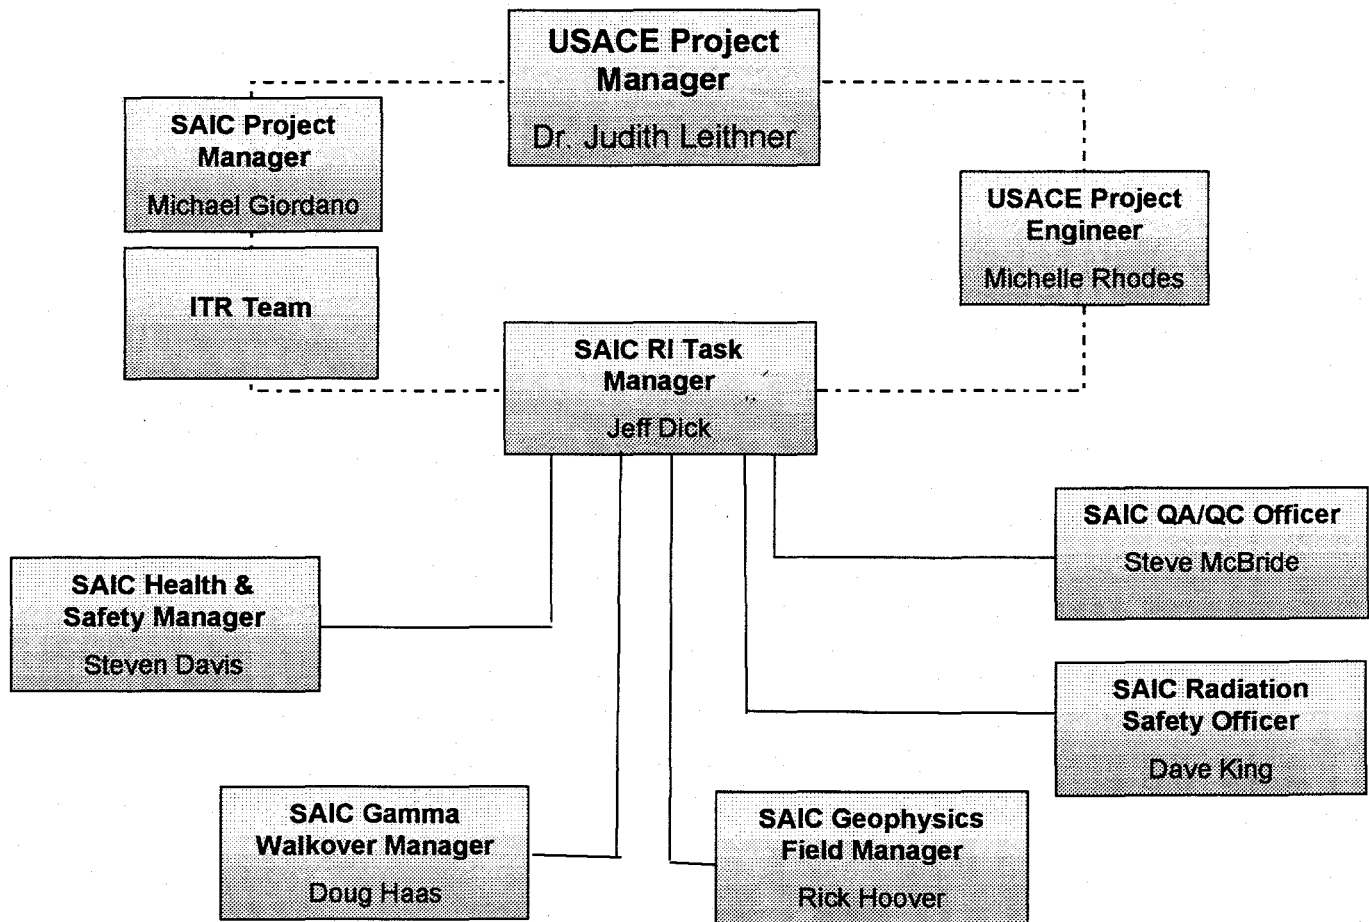 USACE Project
Manager
Dr. Judith Leithner
SAIC Project
Manager
Michael Giordano
USACE Project
Engineer
Michelle Rhodes
ITR Team
SAIC RI Task
Manager
Jeff Dick
SAIC QA/QC Officer
Steve McBride
SAIC Health &
Safety Manager
Steven Davis
SAIC Radiation
Safety Officer
Dave King
SAIC Gamma
Walkover Manager
Doug Haas
SAIC Geophysics
Field Manager
Rick Hoover